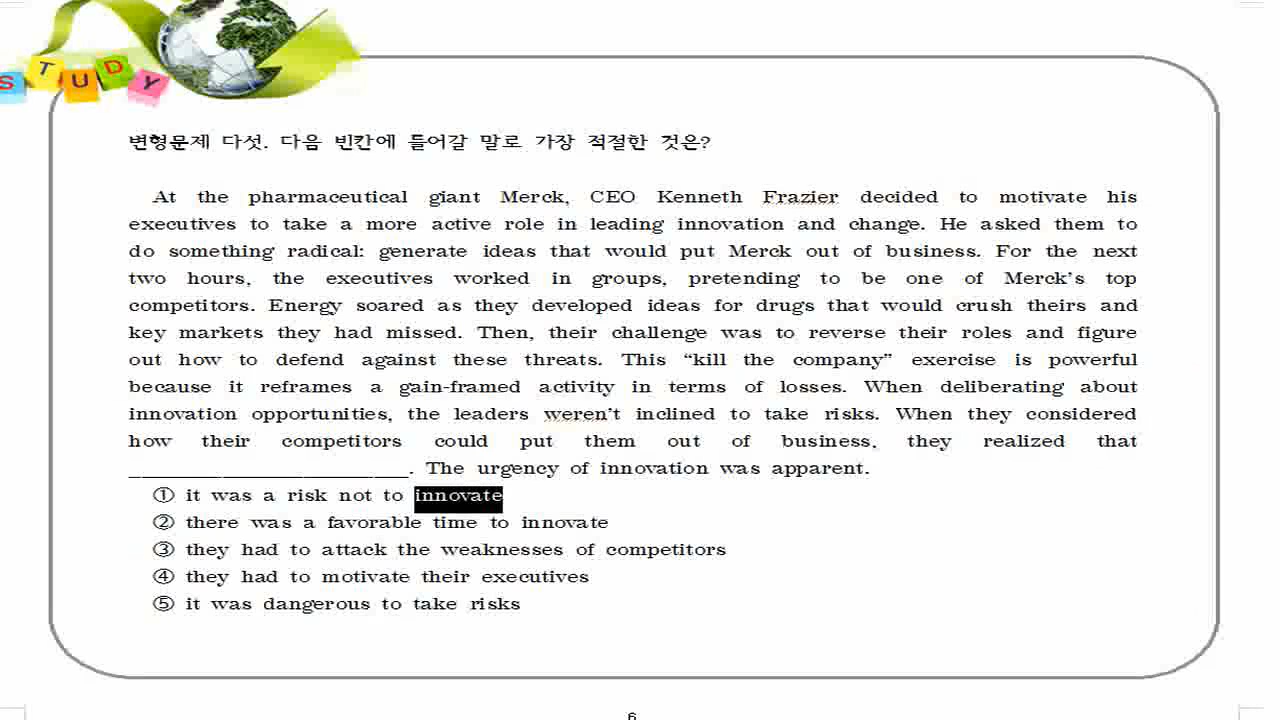 STUDY
변형문제 다섯. 다음 빈칸에 들어갈 말로 가장 적절한 것은?
At the pharmaceutical giant Merck, CEO Kenneth Frazier decided to motivate his
executives to take a more active role in leading innovation and change. He asked them to
do something radical: generate ideas that would put Merck out of business. For the next
two hours, the executives worked in groups, pretending to be one of Merck's top
competitors. Energy soared as they developed ideas for drugs that would crush theirs and
key markets they had missed. Then, their challenge was to reverse their roles and figure
out how to defend against these threats. This “kill the company” exercise is powerful
because it reframes a gain-framed activity in terms of losses. When deliberating about
innovation opportunities, the leaders weren't inclined to take risks. When they considered
how their competitors could put them out of business, they realized that
_______________________. The urgency of innovation was apparent.
① it was a risk not to innovate
② there was a favorable time to innovate
③ they had to attack the weaknesses of competitors
④ they had to motivate their executives
⑤ it was dangerous to take risks
6